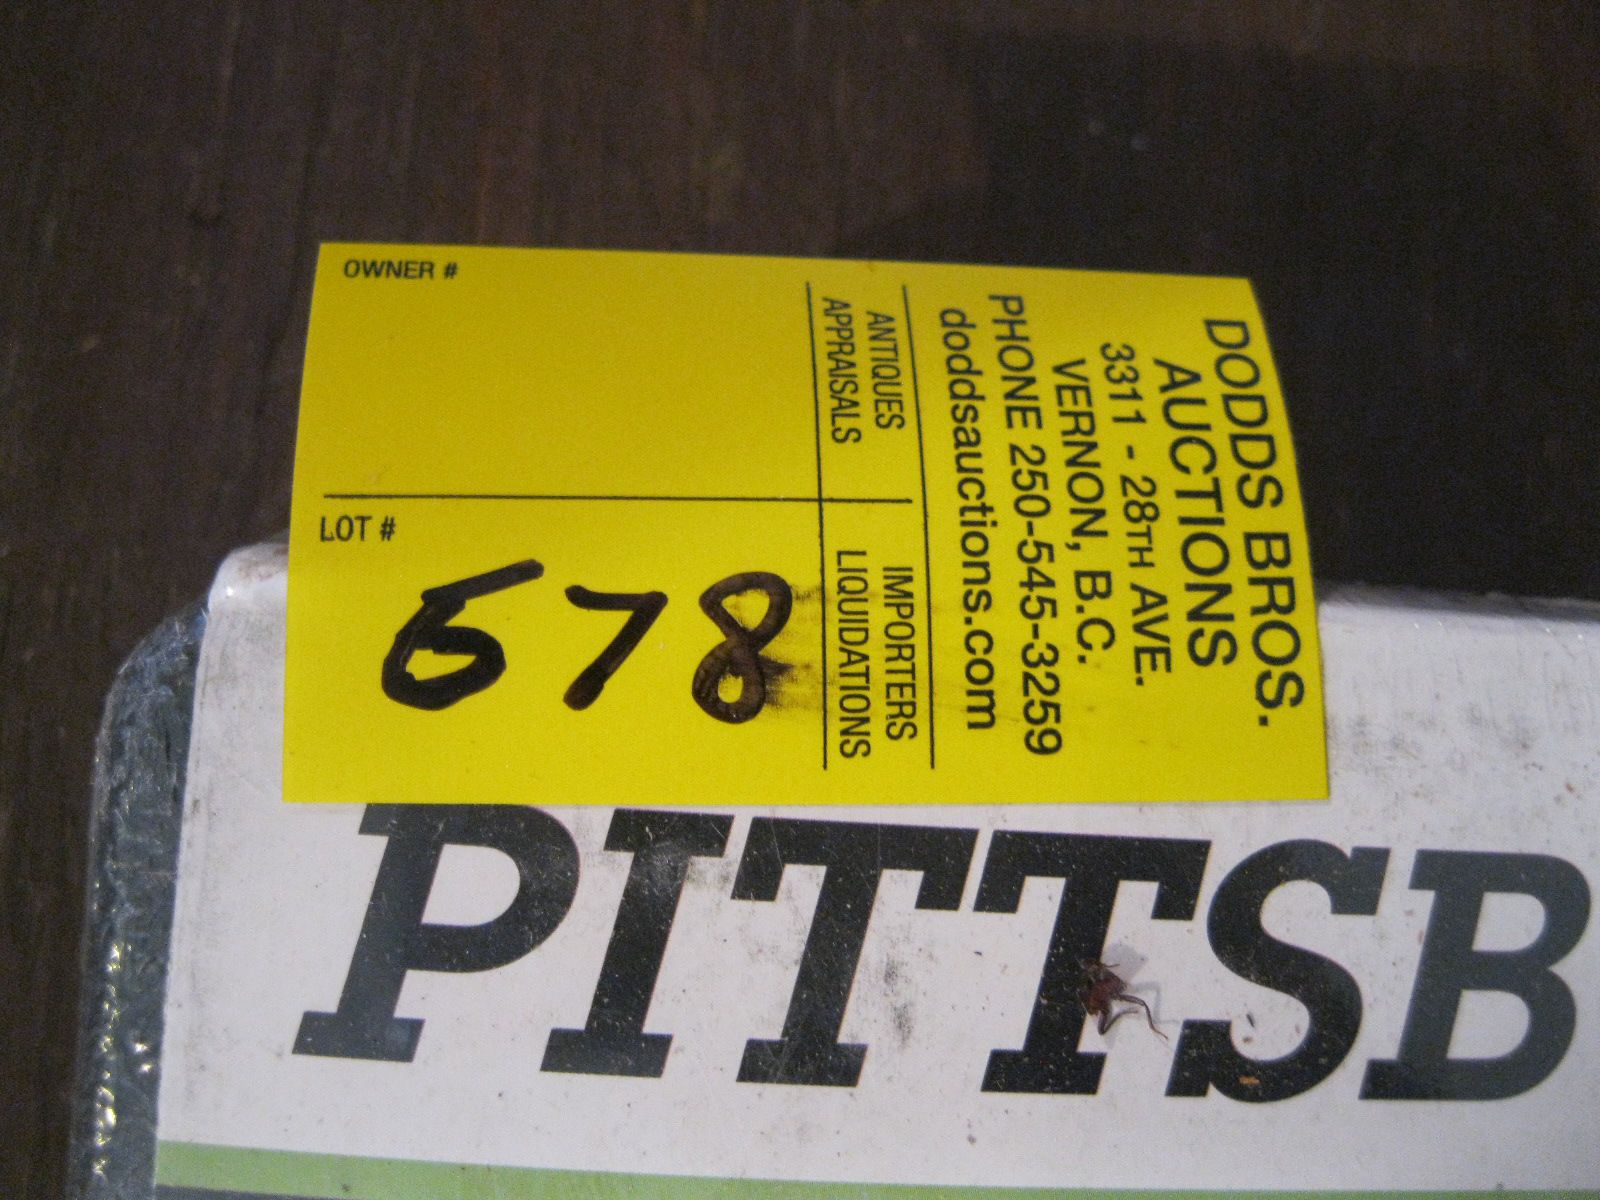 DODDS BROS.
AUCTIONS
3311 - 28TH AVE.
VERNON, B.C.
PHONE 250-545-3259
doddsauctions.com
ANTIQUES
APPRAISALS
IMPORTERS
LIQUIDATIONS
OWNER #
LOT #
678
PITTSB